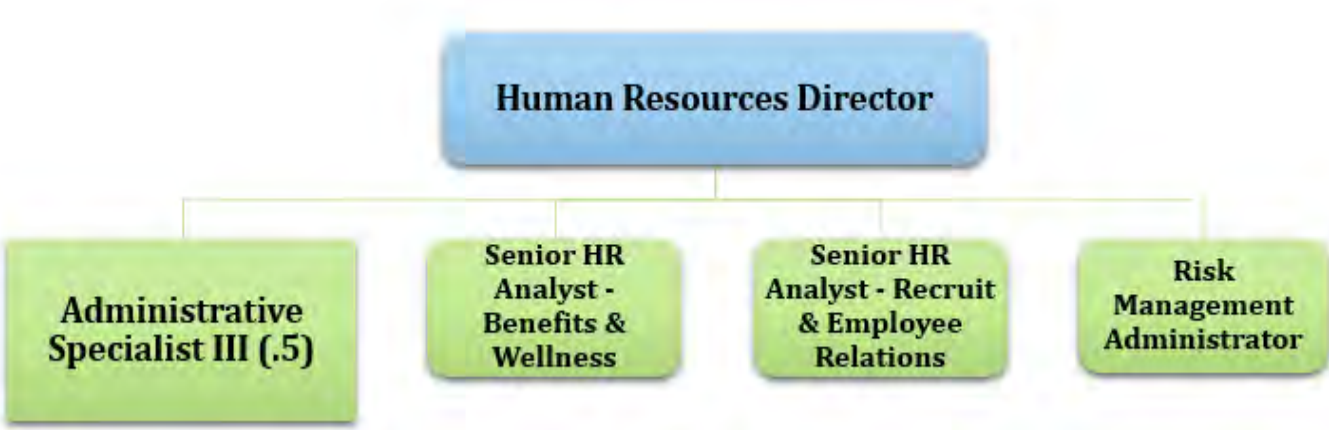 Human Resources Director
Administrative
Specialist III (.5)
Senior HR
Analyst -
Benefits &
Wellness
Senior HR
Analyst - Recruit
& Employee
Relations
Risk
Management
Administrator